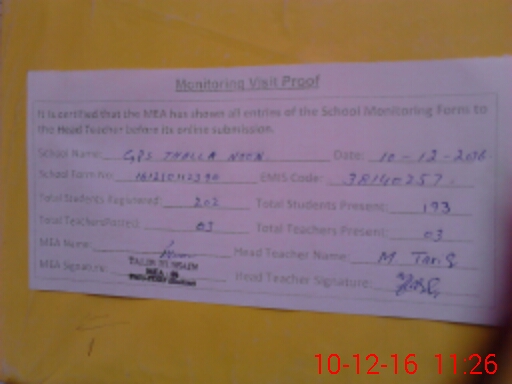 Monitoring Visit Proof
It is certified that the MEA has shown all entries of the School Monitoring Form to
the Head Teacher before its online submission.
School Name: GPS THALLA NOOR. Date: 10-12-2016.
School Form No: EMIS Code: 38140257.
Total Students Registered: 202 Total Students Present: 193
Total Teachers Posted: 03 Total Teachers Present: 03
MEA Name: Head Teacher Name: M Tariq
MEA Signature: Head Teacher Signature:
10-12-16 11:26